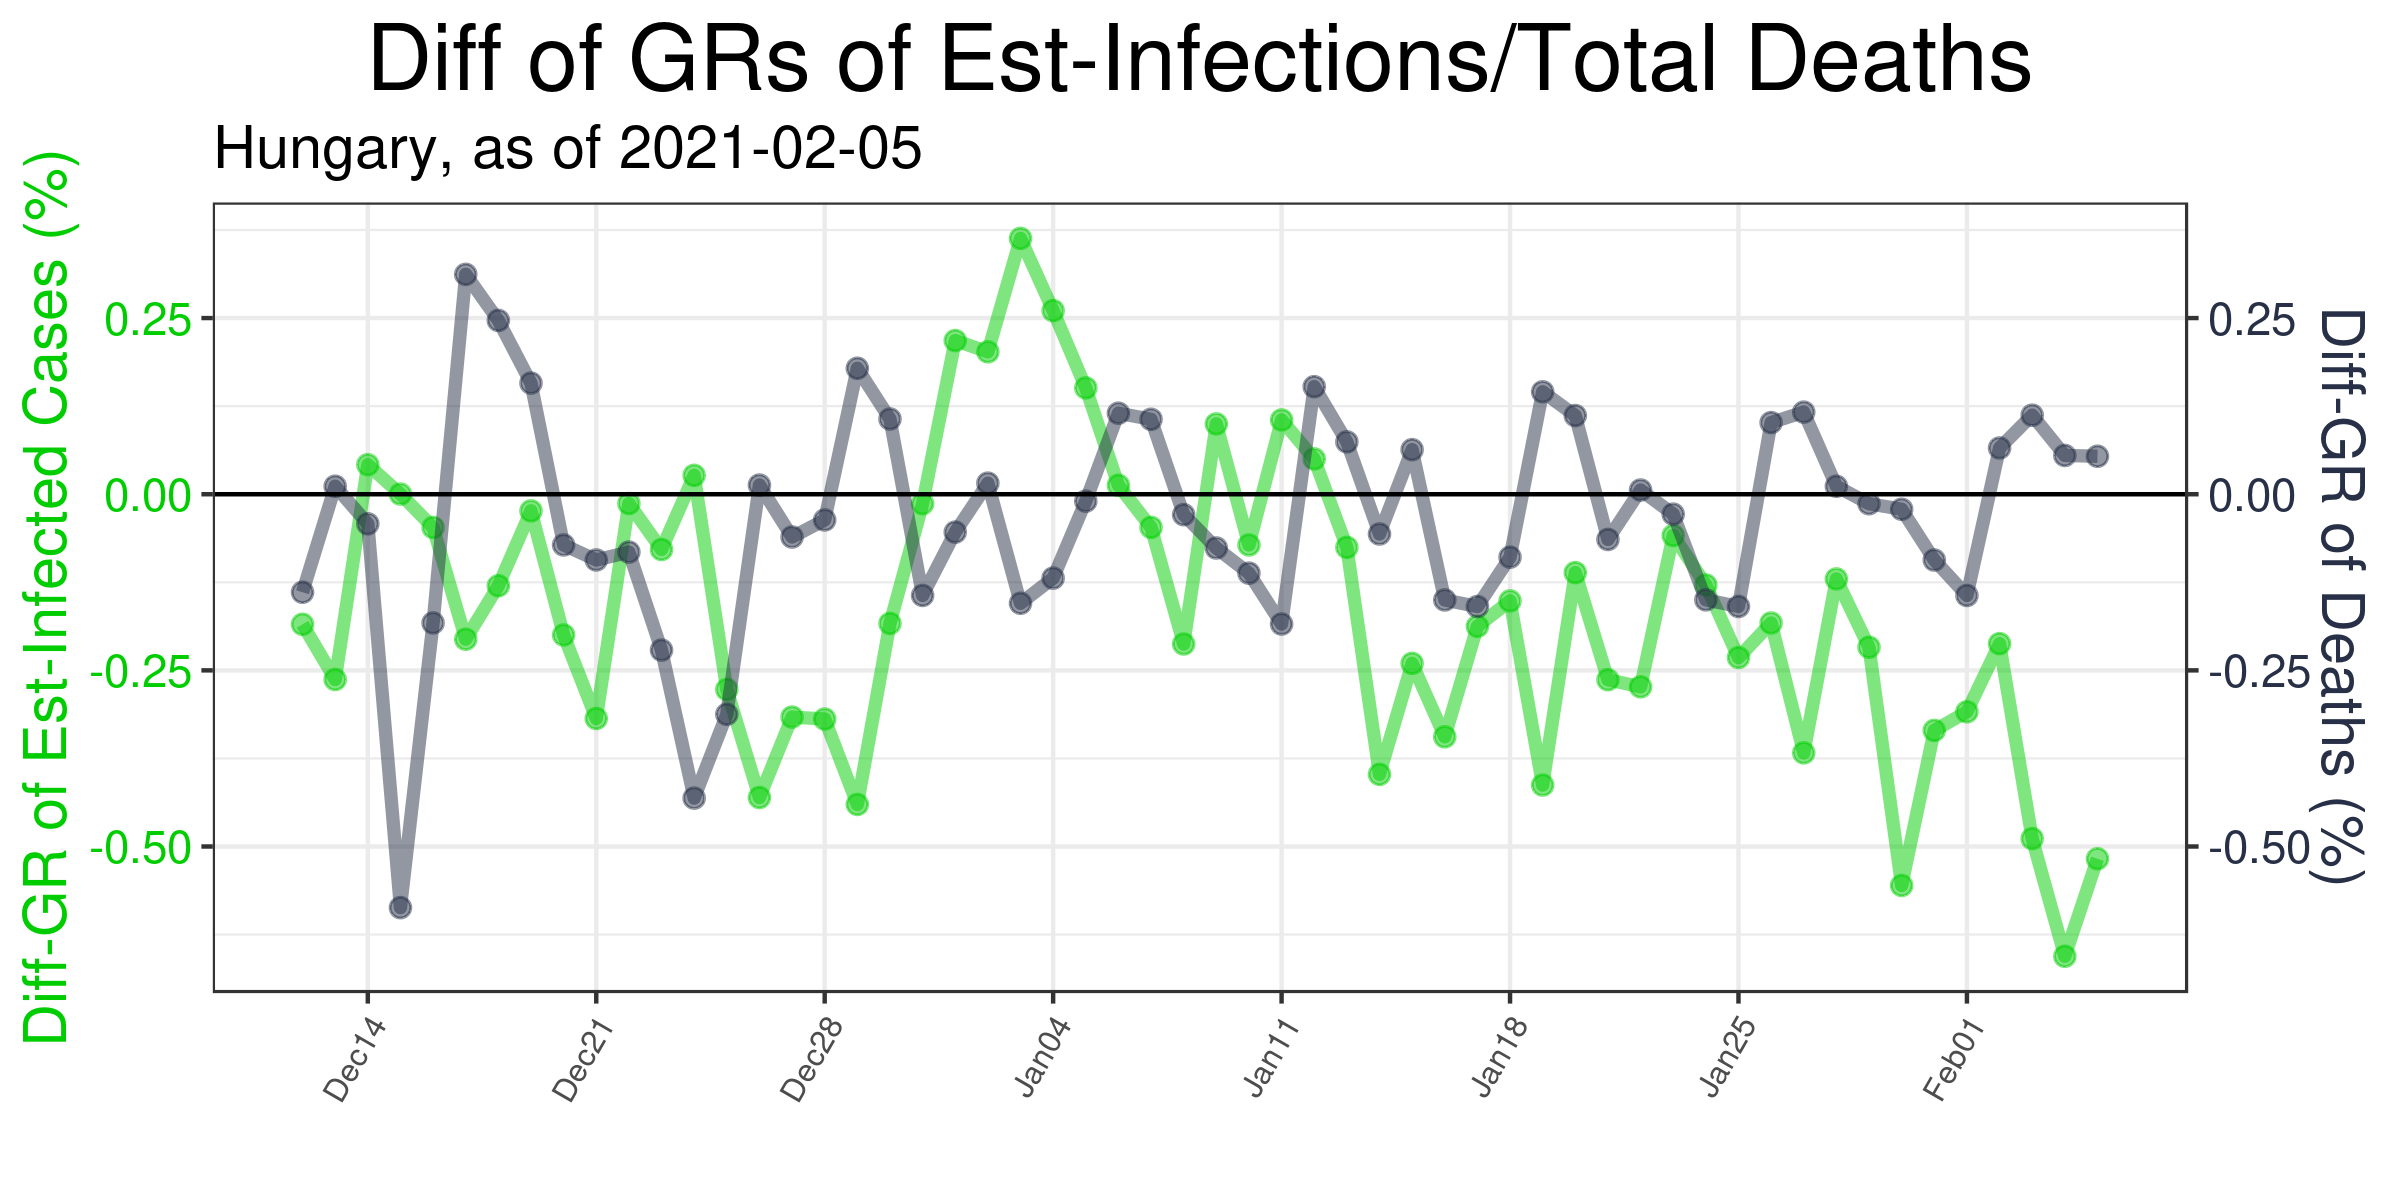 Diff of GRs of Est-Infections/Total Deaths
Hungary, as of 2021-02-05
Diff-GR of Est-Infected Cases (%)
0.25
0.00
-0.25
-0.50
0.25
0.00
-0.25
-0.50
Diff-GR of Deaths (%)
Dec14
Dec21
Dec28
Jan04
Jan11
Jan18
Jan25
Feb01